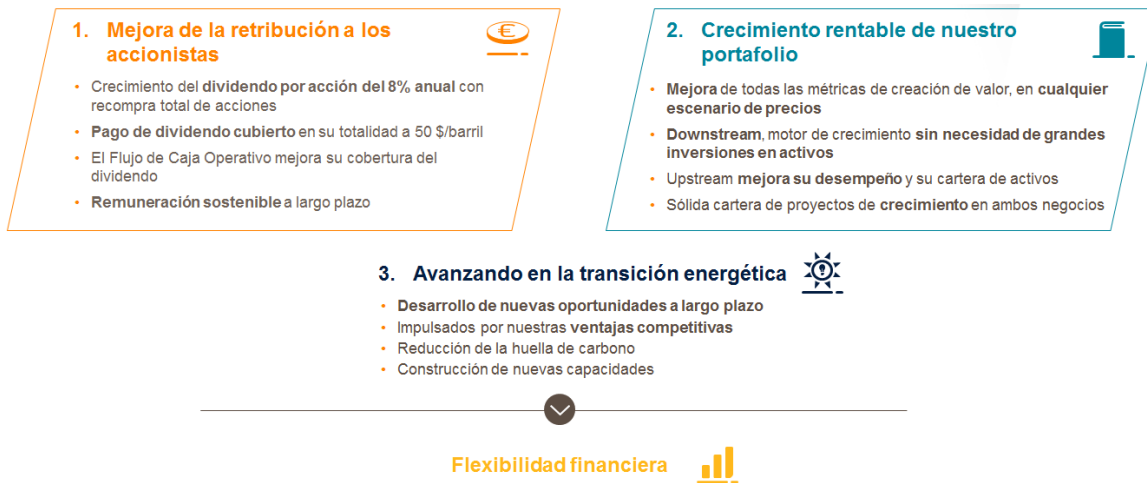 1. Mejora de la retribución a los
accionistas
• Crecimiento del dividendo por acción del 8% anual con
recompra total de acciones
• Pago de dividendo cubierto en su totalidad a 50 $/barril
• El Flujo de Caja Operativo mejora su cobertura del
dividendo
• Remuneración sostenible a largo plazo
2. Crecimiento rentable de nuestro
portafolio
• Mejora de todas las métricas de creación de valor, en cualquier
escenario de precios
• Downstream, motor de crecimiento sin necesidad de grandes
inversiones en activos
• Upstream mejora su desempeño y su cartera de activos
• Sólida cartera de proyectos de crecimiento en ambos negocios
3. Avanzando en la transición energética
• Desarrollo de nuevas oportunidades a largo plazo
• Impulsados por nuestras ventajas competitivas
• Reducción de la huella de carbono
• Construcción de nuevas capacidades
Flexibilidad financiera